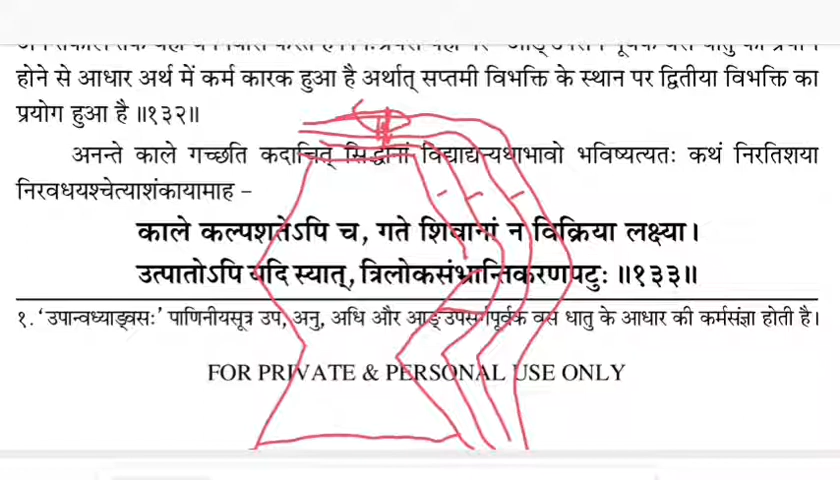 होने से आधार अर्थ में कर्म कारक हुआ है अर्थात् सप्तमी विभक्ति के स्थान पर द्वितीया विभक्ति का
प्रयोग हुआ है ॥१३२॥
अनन्ते काले गच्छति कदाचित् सिद्धानां विद्याद्यन्यथाभावो भविष्यत्यतः कथं निरतिशया
निरवधयश्चेत्याशंकायामाह –
काले कल्पशतेऽपि च, गते शिवानां न विक्रिया लक्ष्या।
उत्पातोऽपि यदि स्यात्, त्रिलोकसंभ्रान्तिकरणपटुः ॥१३३॥
१. ‘उपान्वध्याङ्वसः’ पाणिनीयसूत्र उप, अनु, अधि और आङ् उपसर्गपूर्वक वस धातु के आधार की कर्मसंज्ञा होती है।
FOR PRIVATE & PERSONAL USE ONLY